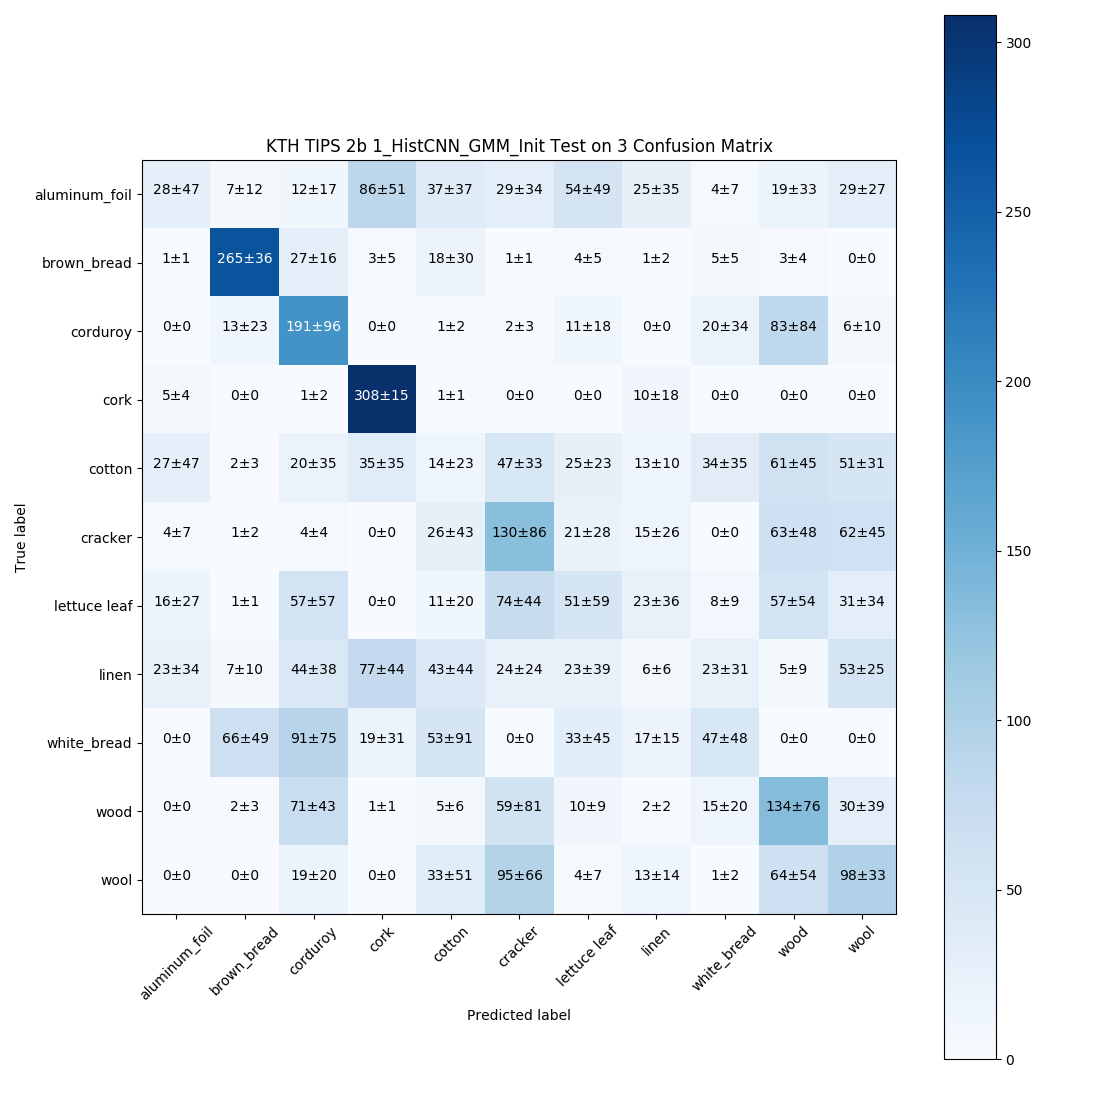 KTH TIPS 2b 1_HistCNN_GMM_Init Test on 3 Confusion Matrix
aluminum_foil 28±47 7±12 12±17 86±51 37±37 29±34 54±49 25±35 4±7 19±33 29±27
brown_bread 1±1 265±36 27±16 3±5 18±30 1±1 4±5 1±2 5±5 3±4 0±0
corduroy 0±0 13±23 191±96 0±0 1±2 2±3 11±18 0±0 20±34 83±84 6±10
cork 5±4 0±0 1±2 308±15 1±1 0±0 0±0 10±18 0±0 0±0 0±0
cotton 27±47 2±3 20±35 35±35 14±23 47±33 25±23 13±10 34±35 61±45 51±31
cracker 4±7 1±2 4±4 0±0 26±43 130±86 21±28 15±26 0±0 63±48 62±45
lettuce leaf 16±27 1±1 57±57 0±0 11±20 74±44 51±59 23±36 8±9 57±54 31±34
linen 23±34 7±10 44±38 77±44 43±44 24±24 23±39 6±6 23±31 5±9 53±25
white_bread 0±0 66±49 91±75 19±31 53±91 0±0 33±45 17±15 47±48 0±0 0±0
wood 0±0 2±3 71±43 1±1 5±6 59±81 10±9 2±2 15±20 134±76 30±39
wool 0±0 0±0 19±20 0±0 33±51 95±66 4±7 13±14 1±2 64±54 98±33
True label
aluminum_foil brown_bread corduroy cork cotton cracker lettuce leaf linen white_bread wood wool
Predicted label
300
250
200
150
100
50
0